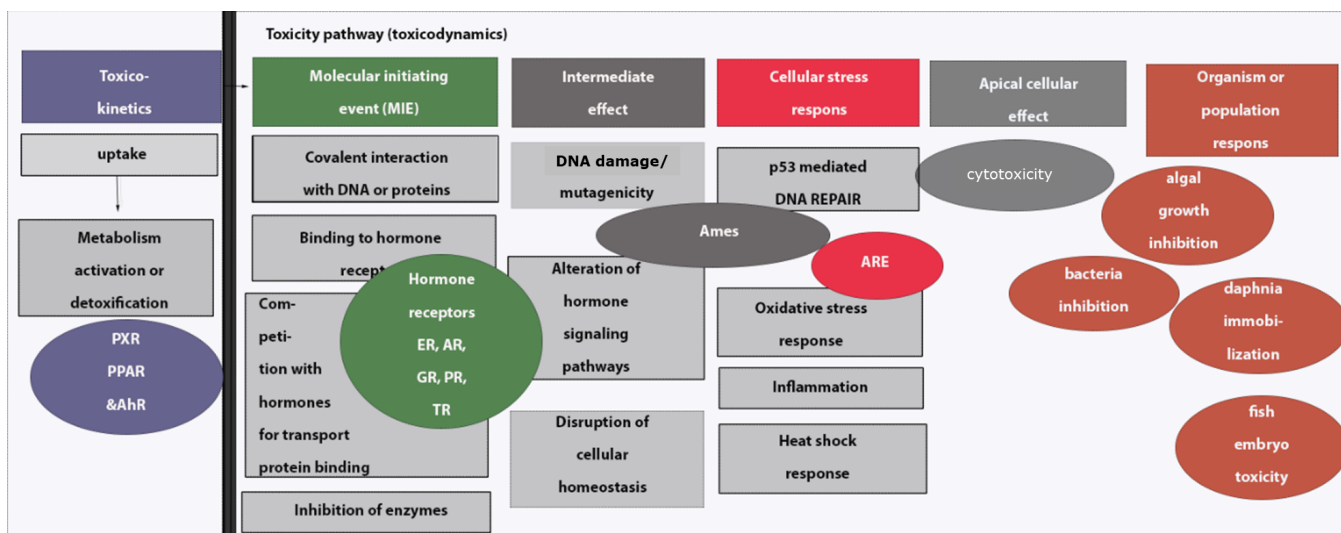 Toxicity pathway (toxicodynamics)
Toxico-
kinetics
uptake
Metabolism
activation or
detoxification
PXR
PPAR
&AhR
Molecular initiating
event (MIE)
Covalent interaction
with DNA or proteins
Binding to hormone
Com-
peti-
tion with
hormones
for transport
protein binding
Inhibition of enzymes
Hormone
receptors
ER, AR,
GR, PR,
TR
Intermediate
effect
DNA damage/
mutagenicity
Ames
Alteration of
hormone
signaling
pathways
Disruption of
cellular
homeostasis
Cellular stress
respons
p53 mediated
DNA REPAIR
ARE
Oxidative stress
response
Inflammation
Heat shock
response
Apical cellular
effect
cytotoxicity
Organism or
population
respons
algal
growth
inhibition
bacteria
inhibition
daphnia
immobi-
lization
fish
embryo
toxicity